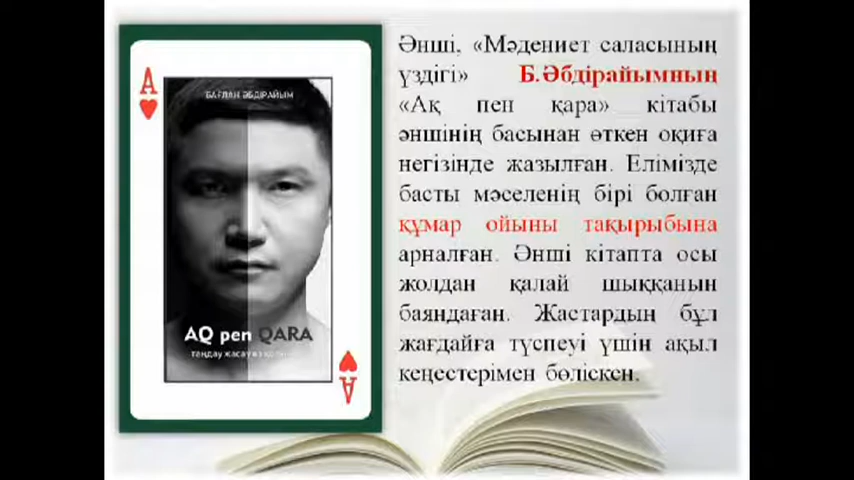 A
БАҒЛАН ӘБДІРАЙЫМ
AQ pen QARA
таңдау жасау
A
Әнші, «Мәдениет саласының
үздігі» Б.Әбдірайымның
«Ақ пен қара» кітабы
әншінің басынан өткен оқиға
негізінде жазылған. Елімізде
басты мәселенің бірі болған
құмар ойыны тақырыбына
арналған. Әнші кітапта осы
жолдан қалай шыққанын
баяндаған. Жастардың бұл
жағдайға түспеуі үшін ақыл
кеңестерімен бөліскен.